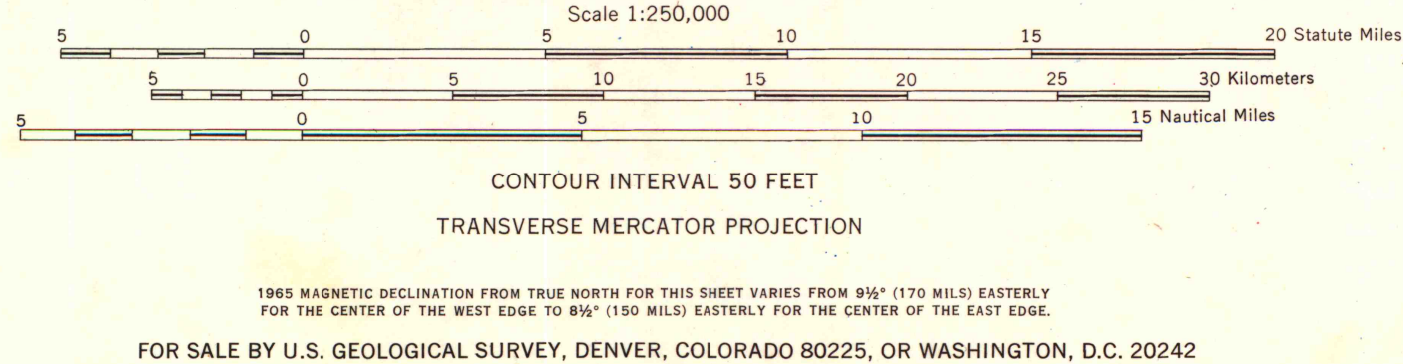 Scale 1:250,000
5 0 5 10 15 20 Statute Miles
5 0 5 10 15 20 25 30 Kilometers
5 0 5 10 15 Nautical Miles
CONTOUR INTERVAL 50 FEET
TRANSVERSE MERCATOR PROJECTION
1965 MAGNETIC DECLINATION FROM TRUE NORTH FOR THIS SHEET VARIES FROM 9½° (170 MILS) EASTERLY
FOR THE CENTER OF THE WEST EDGE TO 8½° (150 MILS) EASTERLY FOR THE CENTER OF THE EAST EDGE.
FOR SALE BY U.S. GEOLOGICAL SURVEY, DENVER, COLORADO 80225, OR WASHINGTON, D.C. 20242